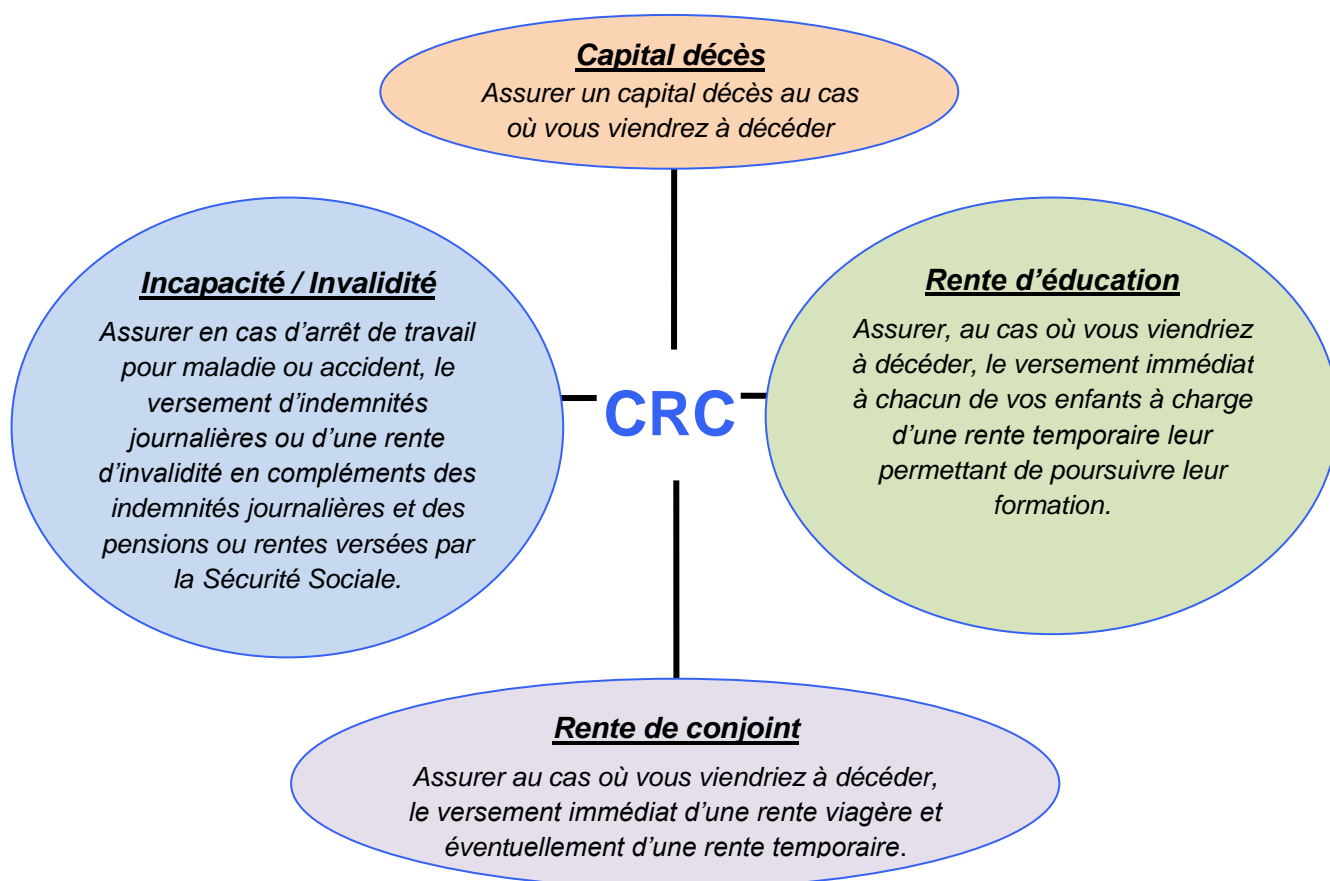 Capital décès
Assurer un capital décès au cas
où vous viendrez à décéder
Incapacité / Invalidité
Assurer en cas d’arrêt de travail
pour maladie ou accident, le
versement d’indemnités
journalières ou d’une rente
d’invalidité en compléments des
indemnités journalières et des
pensions ou rentes versées par
la Sécurité Sociale.
CRC
Rente d’éducation
Assurer, au cas où vous viendriez
à décéder, le versement immédiat
à chacun de vos enfants à charge
d’une rente temporaire leur
permettant de poursuivre leur
formation.
Rente de conjoint
Assurer au cas où vous viendriez à décéder,
le versement immédiat d’une rente viagère et
éventuellement d’une rente temporaire.